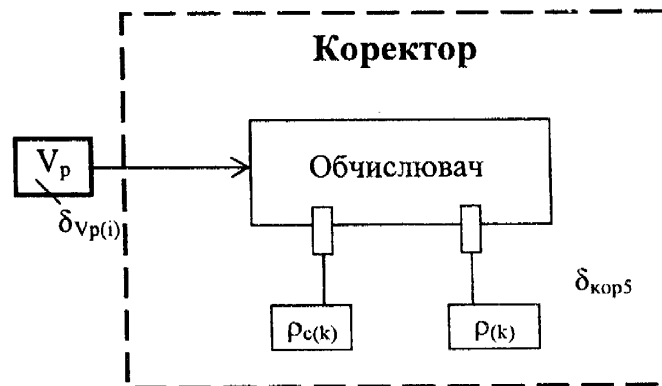 Коректор
Vp
Обчислювач
δVp(i)
δкор5
ρc(k)
ρ(k)